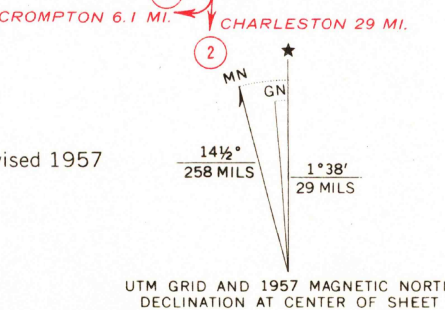 CROMPTON 6.1 MI.
CHARLESTON 29 MI.
2
MN
GN
vised 1957
14½°
258 MILS
1°38'
29 MILS
UTM GRID AND 1957 MAGNETIC NORTH
DECLINATION AT CENTER OF SHEET